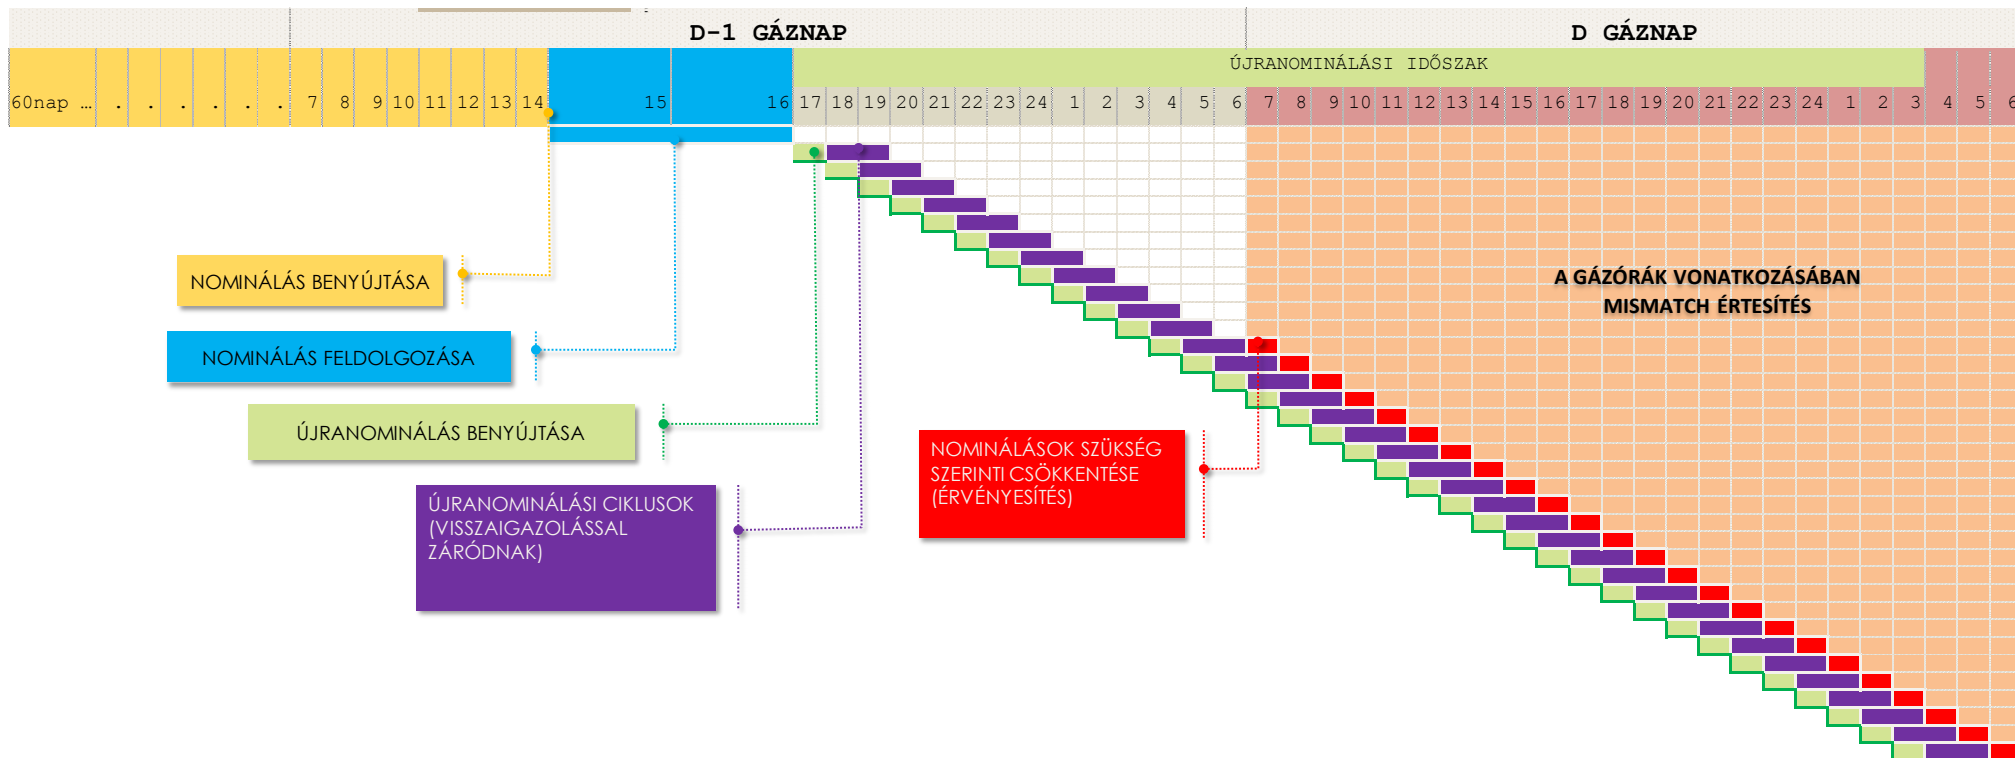 D-1 GÁZNAP
D GÁZNAP
ÚJRANOMINÁLÁSI IDŐSZAK
60nap … . . . . . . 7 8 9 10 11 12 13 14 15 16 17 18 19 20 21 22 23 24 1 2 3 4 5 6 7 8 9 10 11 12 13 14 15 16 17 18 19 20 21 22 23 24 1 2 3 4 5 6
NOMINÁLÁS BENYÚJTÁSA
A GÁZÓRÁK VONATKOZÁSÁBAN
MISMATCH ÉRTESÍTÉS
NOMINÁLÁS FELDOLGOZÁSA
ÚJRANOMINÁLÁS BENYÚJTÁSA
NOMINÁLÁSOK SZÜKSÉG
SZERINTI CSÖKKENTÉSE
(ÉRVÉNYESÍTÉS)
ÚJRANOMINÁLÁSI CIKLUSOK
(VISSZAIGAZOLÁSSAL
ZÁRÓDNAK)